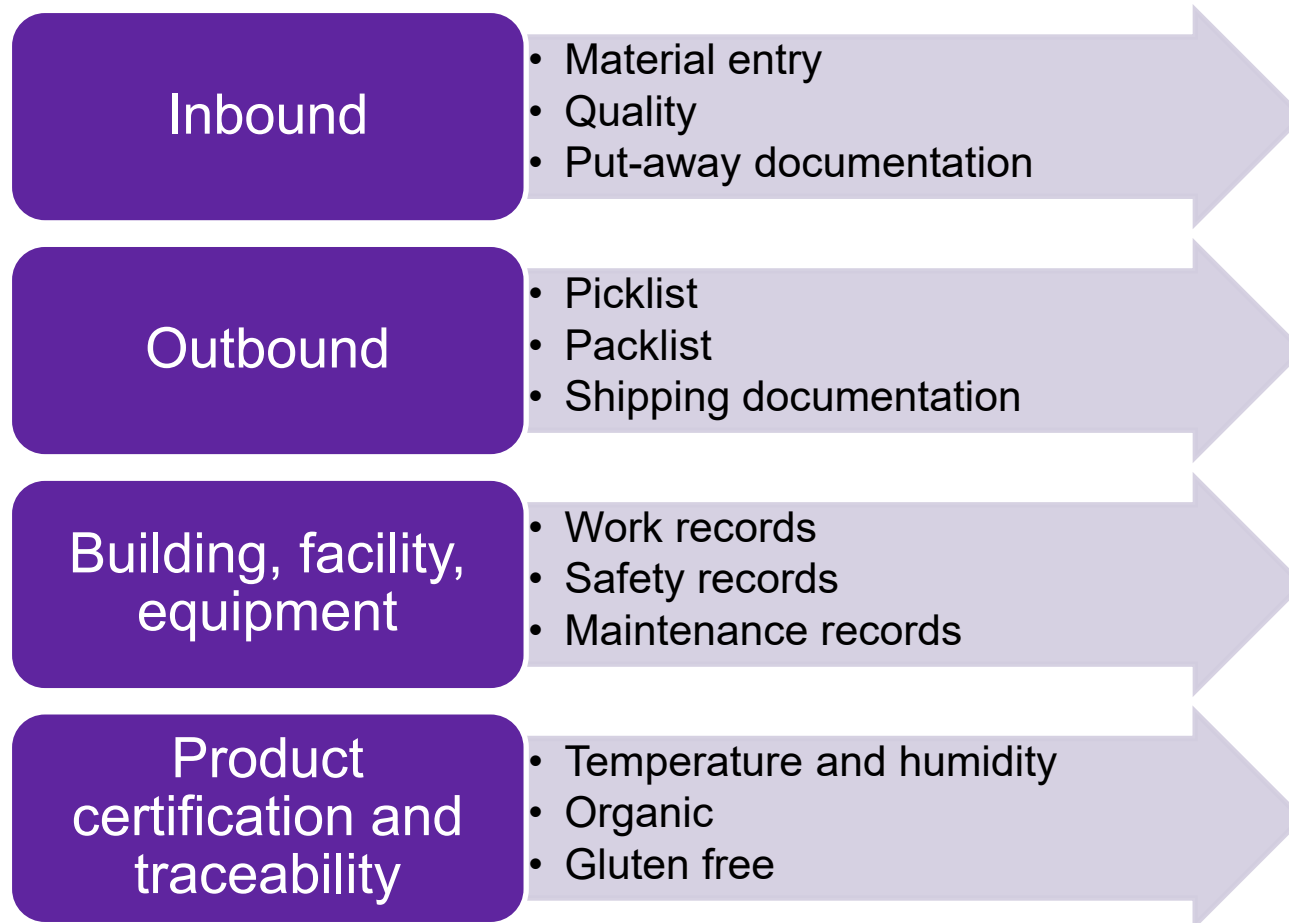 Inbound
• Material entry
• Quality
• Put-away documentation
Outbound
• Picklist
• Packlist
• Shipping documentation
Building, facility,
equipment
• Work records
• Safety records
• Maintenance records
Product
certification and
traceability
• Temperature and humidity
• Organic
• Gluten free